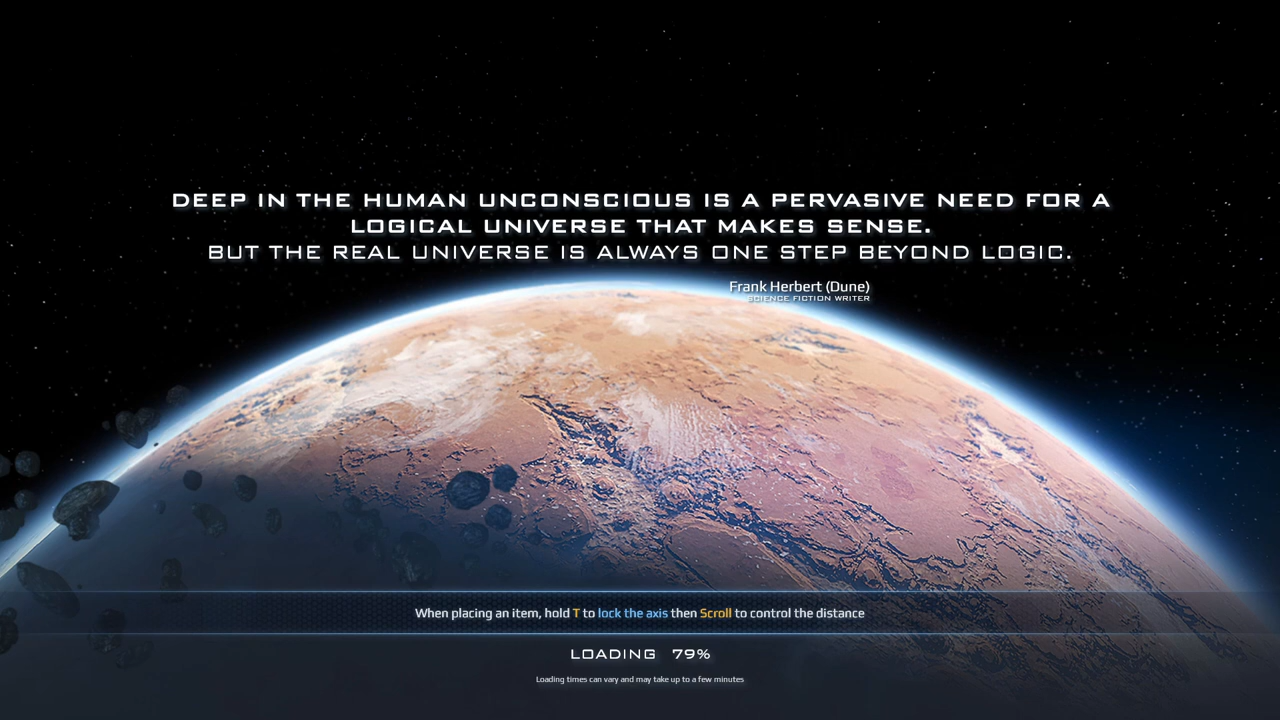 DEEP IN THE HUMAN UNCONSCIOUS IS A PERVASIVE NEED FOR A
LOGICAL UNIVERSE THAT MAKES SENSE.
BUT THE REAL UNIVERSE IS ALWAYS ONE STEP BEYOND LOGIC.
Frank Herbert (Dune)
SCIENCE FICTION WRITER
When placing an item, hold T to lock the axis then Scroll to control the distance
LOADING 79%
Loading times can vary and may take up to a few minutes